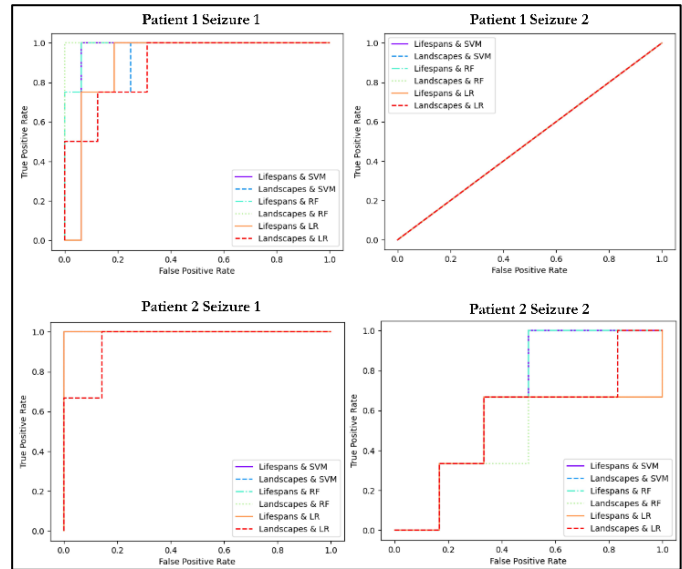 Patient 1 Seizure 1
1.0
0.8
0.6
0.4
0.2
0.0
True Positive Rate
Lifespans & SVM
Landscapes & SVM
Lifespans & RF
Landscapes & RF
Lifespans & LR
Landscapes & LR
0.0 0.2 0.4 0.6 0.8 1.0
False Positive Rate
Patient 1 Seizure 2
1.0
0.8
0.6
0.4
0.2
0.0
True Positive Rate
Lifespans & SVM
Landscapes & SVM
Lifespans & RF
Landscapes & RF
Lifespans & LR
Landscapes & LR
0.0 0.2 0.4 0.6 0.8 1.0
False Positive Rate
Patient 2 Seizure 1
1.0
0.8
0.6
0.4
0.2
0.0
True Positive Rate
Lifespans & SVM
Landscapes & SVM
Lifespans & RF
Landscapes & RF
Lifespans & LR
Landscapes & LR
0.0 0.2 0.4 0.6 0.8 1.0
False Positive Rate
Patient 2 Seizure 2
1.0
0.8
0.6
0.4
0.2
0.0
True Positive Rate
Lifespans & SVM
Landscapes & SVM
Lifespans & RF
Landscapes & RF
Lifespans & LR
Landscapes & LR
0.0 0.2 0.4 0.6 0.8 1.0
False Positive Rate